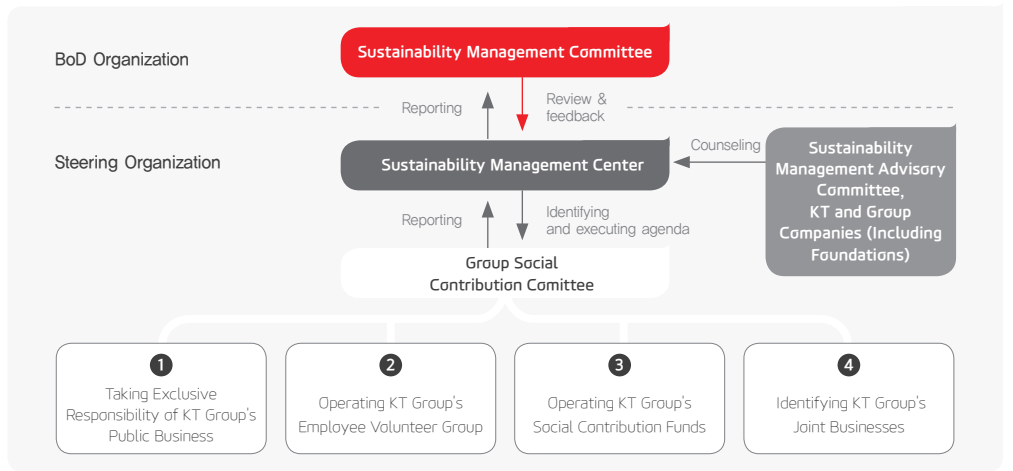 BoD Organization
Sustainability Management Committee
Reporting
Review &
feedback
Steering Organization
Sustainability Management Center
Counseling
Sustainability
Management Advisory
Committee,
KT and Group
Companies (Including
Foundations)
Reporting
Identifying
and executing agenda
Group Social
Contribution Comittee
1
Taking Exclusive
Responsibility of KT Group's
Public Business
2
Operating KT Group's
Employee Volunteer Group
3
Operating KT Group's
Social Contribution Funds
4
Identifying KT Group's
Joint Businesses